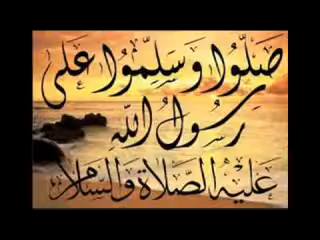 صَلُّوا وَسَلِّمُوا عَلَى
رَسُولُ اللهِ
عَلَيْهِ الصَّلَاة وَالسَّلَام